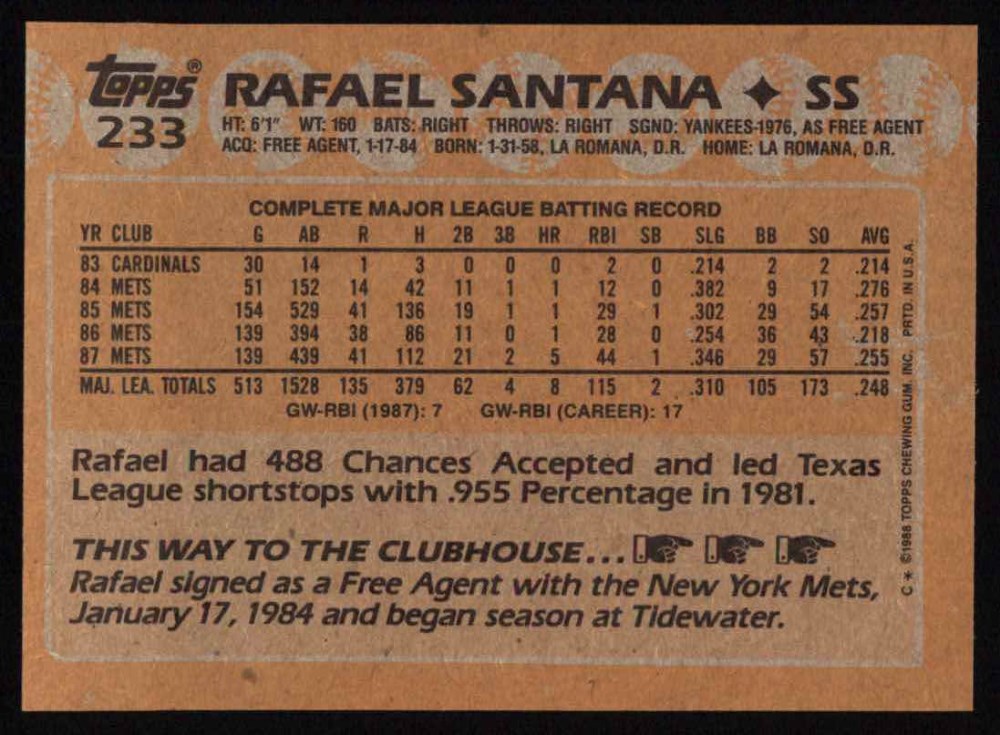 Topps® RAFAEL SANTANA ♦ SS
233
HT: 6'1" WT: 160 BATS: RIGHT THROWS: RIGHT SGND: YANKEES-1976, AS FREE AGENT
ACQ: FREE AGENT, 1-17-84 BORN: 1-31-58, LA ROMANA, D.R. HOME: LA ROMANA, D.R.
COMPLETE MAJOR LEAGUE BATTING RECORD
YR CLUB G AB R H 2B 3B HR RBI SB SLG BB SO AVG
83 CARDINALS 30 14 1 3 0 0 0 2 0 .214 2 2 .214
84 METS 51 152 14 42 11 1 1 12 0 .382 9 17 .276
85 METS 154 529 41 136 19 1 1 29 1 .302 29 54 .257
86 METS 139 394 38 86 11 0 1 28 0 .254 36 43 .218
87 METS 139 439 41 112 21 2 5 44 1 .346 29 57 .255
MAJ. LEA. TOTALS 513 1528 135 379 62 4 8 115 2 .310 105 173 .248
GW-RBI (1987): 7 GW-RBI (CAREER): 17
Rafael had 488 Chances Accepted and led Texas
League shortstops with .955 Percentage in 1981.
THIS WAY TO THE CLUBHOUSE...
Rafael signed as a Free Agent with the New York Mets,
January 17, 1984 and began season at Tidewater.
C* ©1988 TOPPS CHEWING GUM, INC. PRTD. IN U.S.A.